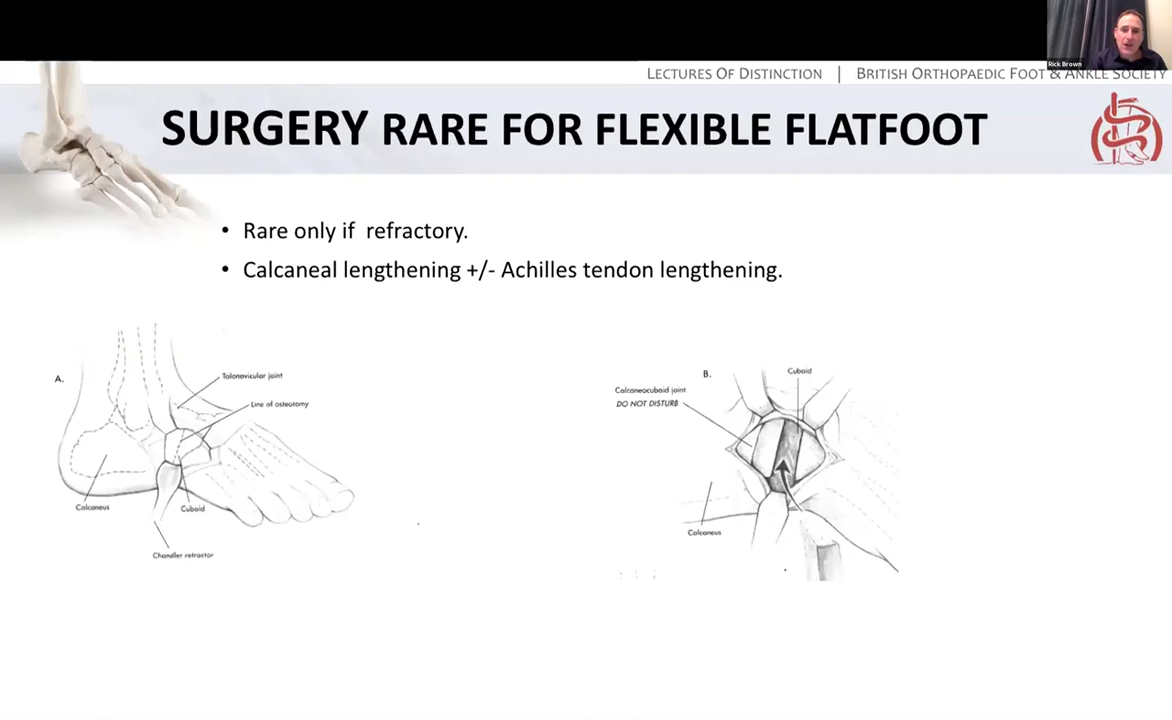 Rick Brown
LECTURES OF DISTINCTION | BRITISH ORTHOPAEDIC FOOT & ANKLE SOCIETY
SURGERY RARE FOR FLEXIBLE FLATFOOT
• Rare only if refractory.
• Calcaneal lengthening +/- Achilles tendon lengthening.
A.
Talonavicular joint
Line of osteotomy
Calcaneus
Cuboid
Chandler retractor
B.
Cuboid
Calcaneocuboid joint
DO NOT DISTURB
Calcaneus